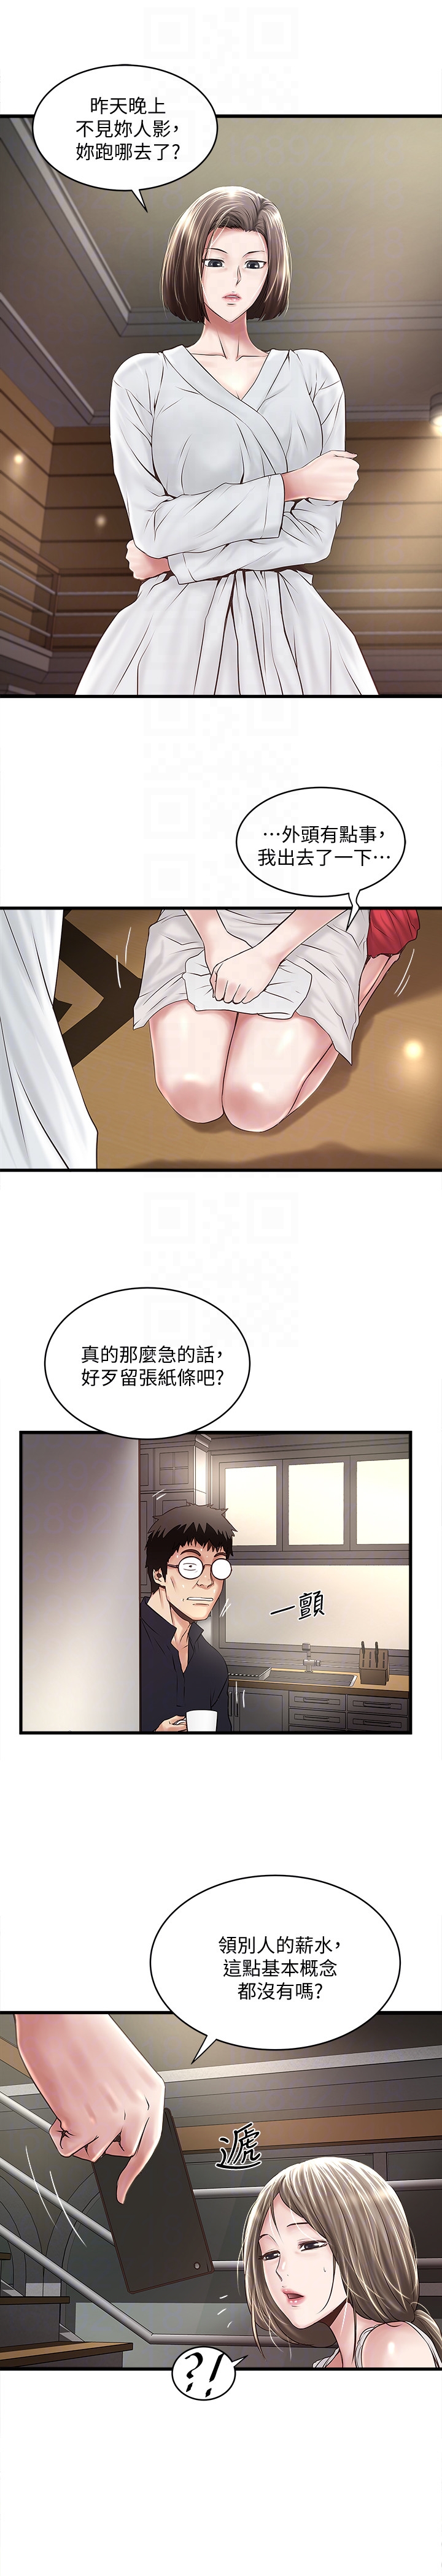 昨天晚上
不見妳人影，
妳跑哪去了？
…外頭有點事，
我出去了一下…
真的那麼急的話，
好歹留張紙條吧？
一顫
領別人的薪水，
這點基本概念
都沒有嗎？
遞
？！